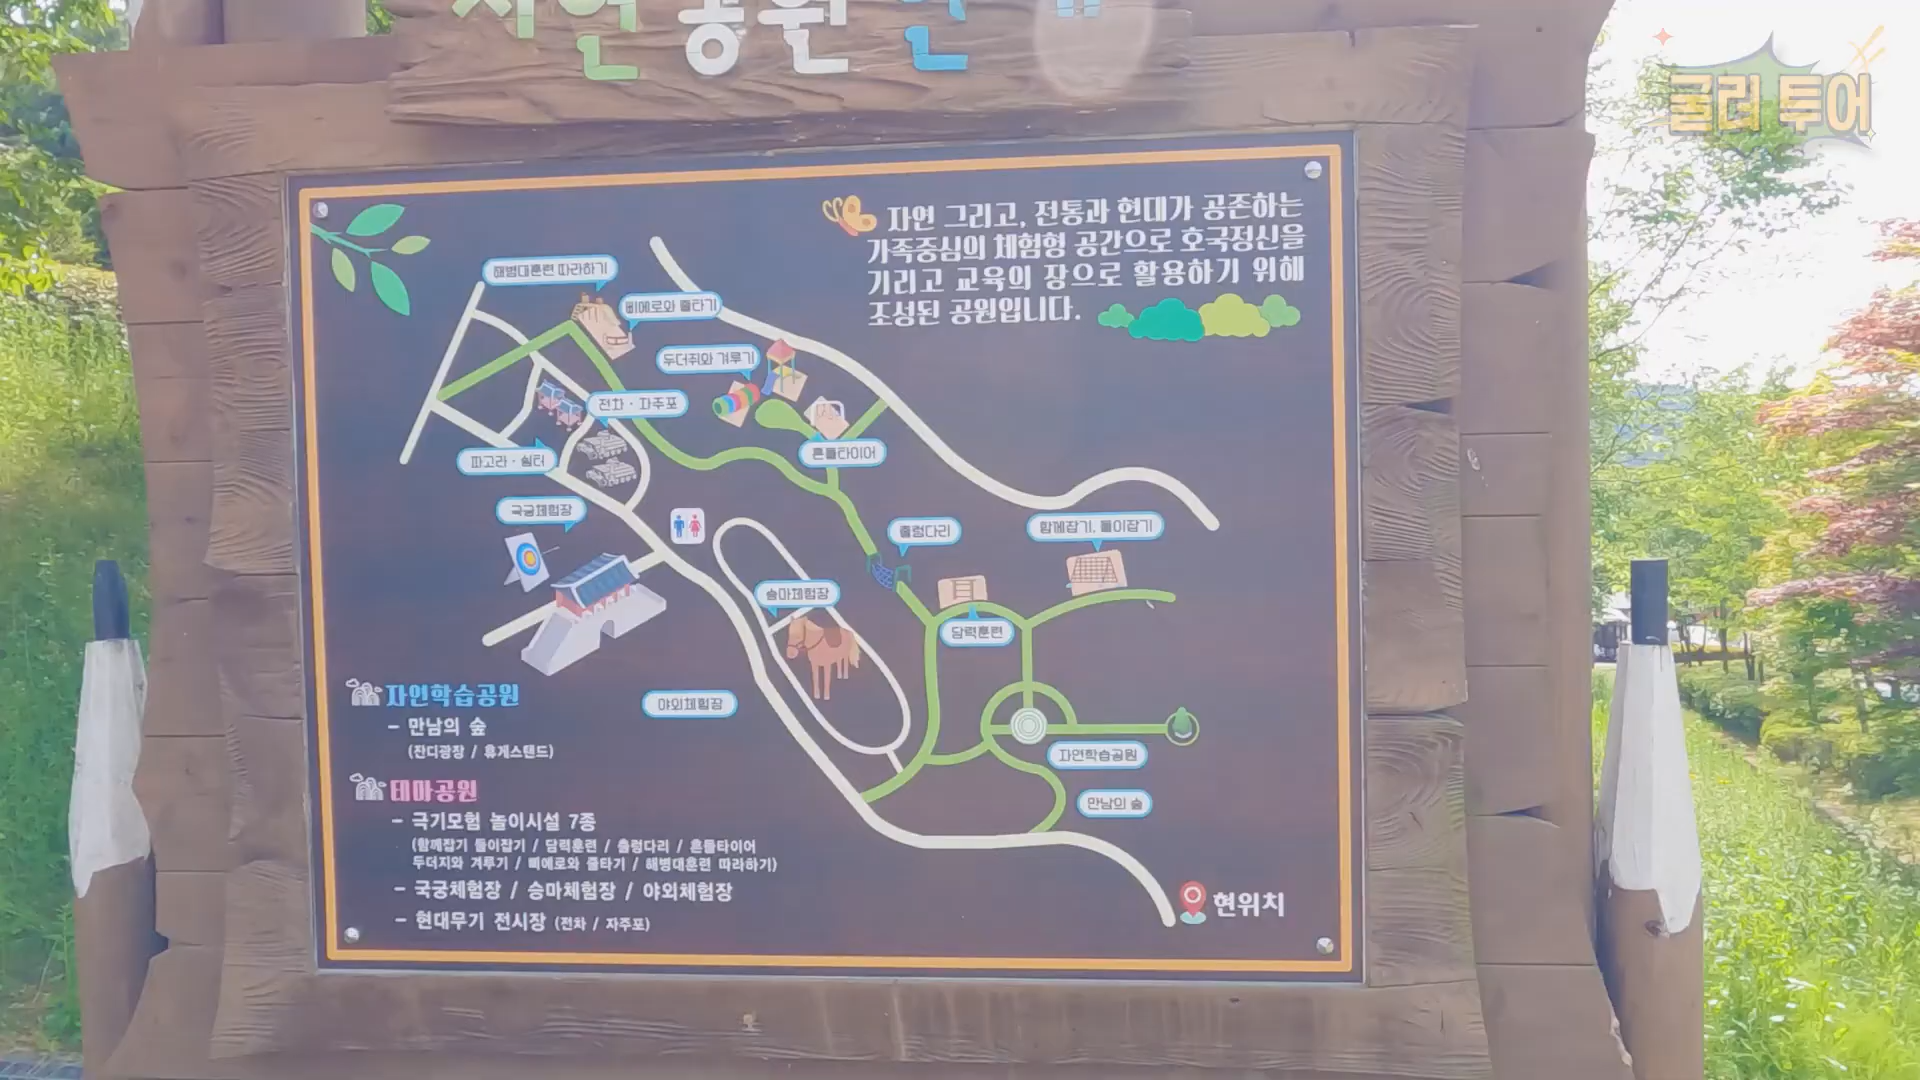 자연공원안내
굴러 투어
자연 그리고, 전통과 현대가 공존하는
가족중심의 체험형 공간으로 호국정신을
기리고 교육의 장으로 활용하기 위해
조성된 공원입니다.
해병대훈련 따라하기
삐에로와 줄타기
두더쥐와 겨루기
전차 · 자주포
흔들타이어
파고라 · 쉼터
국궁체험장
출렁다리
함께잡기, 둘이잡기
승마체험장
담력훈련
야외체험장
자연학습공원
만남의 숲
현위치
자연학습공원
- 만남의 숲
(잔디광장 / 휴게스탠드)
테마공원
- 극기모험 놀이시설 7종
(함께잡기 둘이잡기 / 담력훈련 / 출렁다리 / 흔들타이어
두더지와 겨루기 / 삐에로와 줄타기 / 해병대훈련 따라하기)
- 국궁체험장 / 승마체험장 / 야외체험장
- 현대무기 전시장 (전차 / 자주포)